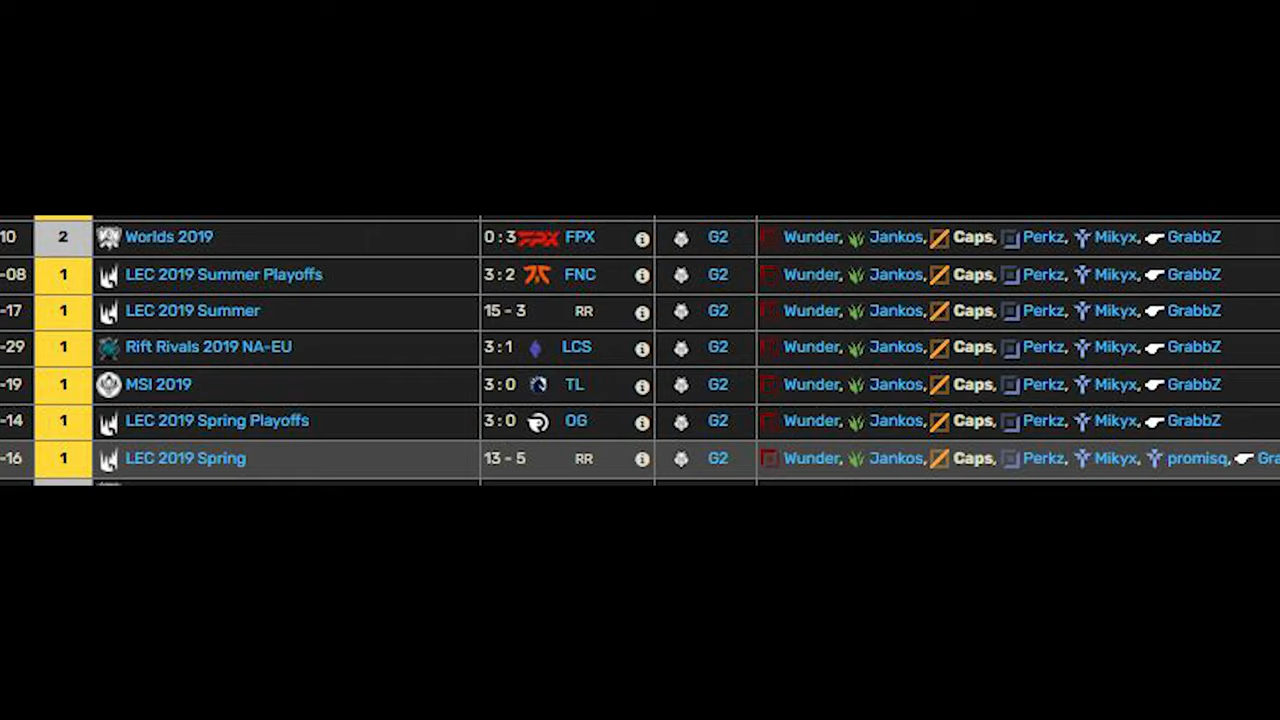 10 2 Worlds 2019 0:3 FPX FPX G2 Wunder, Jankos, Caps, Perkz, Mikyx, GrabbZ
-08 1 LEC 2019 Summer Playoffs 3:2 FNC G2 Wunder, Jankos, Caps, Perkz, Mikyx, GrabbZ
-17 1 LEC 2019 Summer 15 - 3 RR G2 Wunder, Jankos, Caps, Perkz, Mikyx, GrabbZ
-29 1 Rift Rivals 2019 NA-EU 3:1 LCS G2 Wunder, Jankos, Caps, Perkz, Mikyx, GrabbZ
-19 1 MSI 2019 3:0 TL G2 Wunder, Jankos, Caps, Perkz, Mikyx, GrabbZ
-14 1 LEC 2019 Spring Playoffs 3:0 OG G2 Wunder, Jankos, Caps, Perkz, Mikyx, GrabbZ
-16 1 LEC 2019 Spring 13 - 5 RR G2 Wunder, Jankos, Caps, Perkz, Mikyx, promisq, Gra